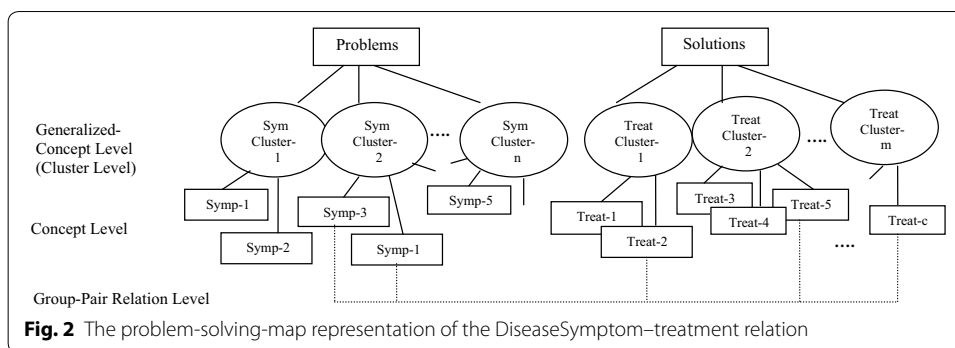 Problems
Solutions
Generalized-
Concept Level
(Cluster Level)
Sym
Cluster-
1
Sym
Cluster-
2
....
Sym
Cluster-
n
Treat
Cluster-
1
Treat
Cluster-
2
....
Treat
Cluster-
m
Concept Level
Symp-1
Symp-2
Symp-3
Symp-1
Symp-5
Treat-1
Treat-2
Treat-3
Treat-4
Treat-5
....
Treat-c
Group-Pair Relation Level
Fig. 2 The problem-solving-map representation of the DiseaseSymptom–treatment relation